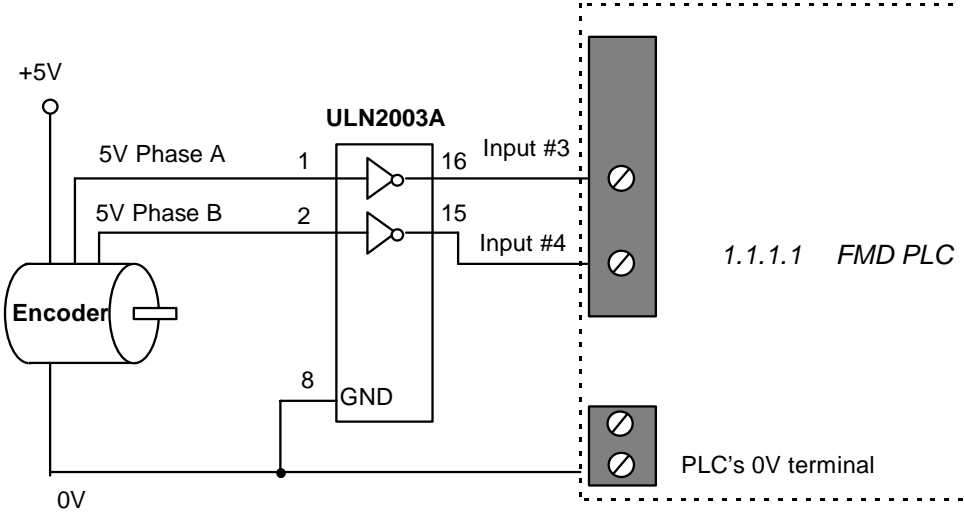 +5V
ULN2003A
5V Phase A
1
16
Input #3
5V Phase B
2
15
Input #4
1.1.1.1 FMD PLC
Encoder
8
GND
PLC's 0V terminal
0V